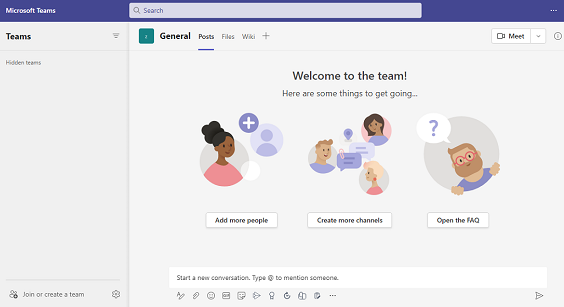 Microsoft Teams
Search
Teams
General
Posts
Files
Wiki
Meet
Hidden teams
Welcome to the team!
Here are some things to get going...
?
Add more people
Create more channels
Open the FAQ
Start a new conversation. Type @ to mention someone.
Join or create a team